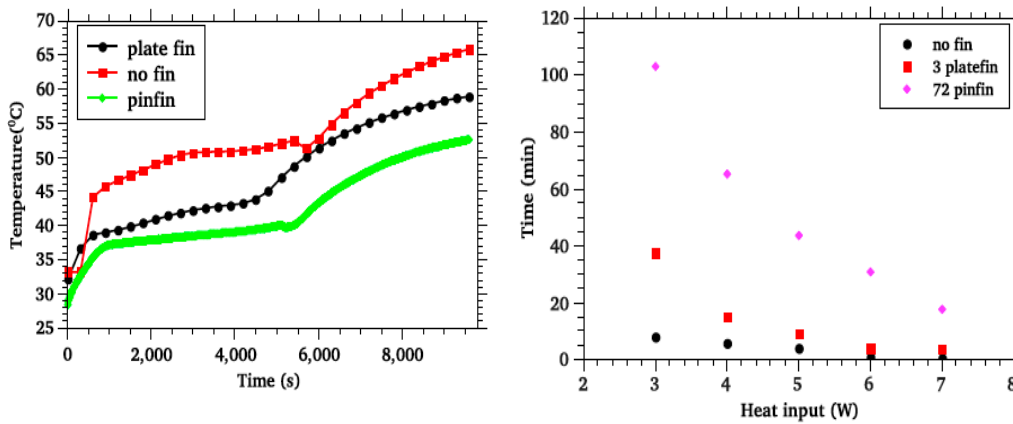 70
65
60
55
50
45
40
35
30
25
Temperature(⁰C)
plate fin
no fin
pinfin
0 2,000 4,000 6,000 8,000
Time (s)
120
100
80
60
40
20
0
Time (min)
no fin
3 platefin
72 pinfin
2 3 4 5 6 7 8
Heat input (W)